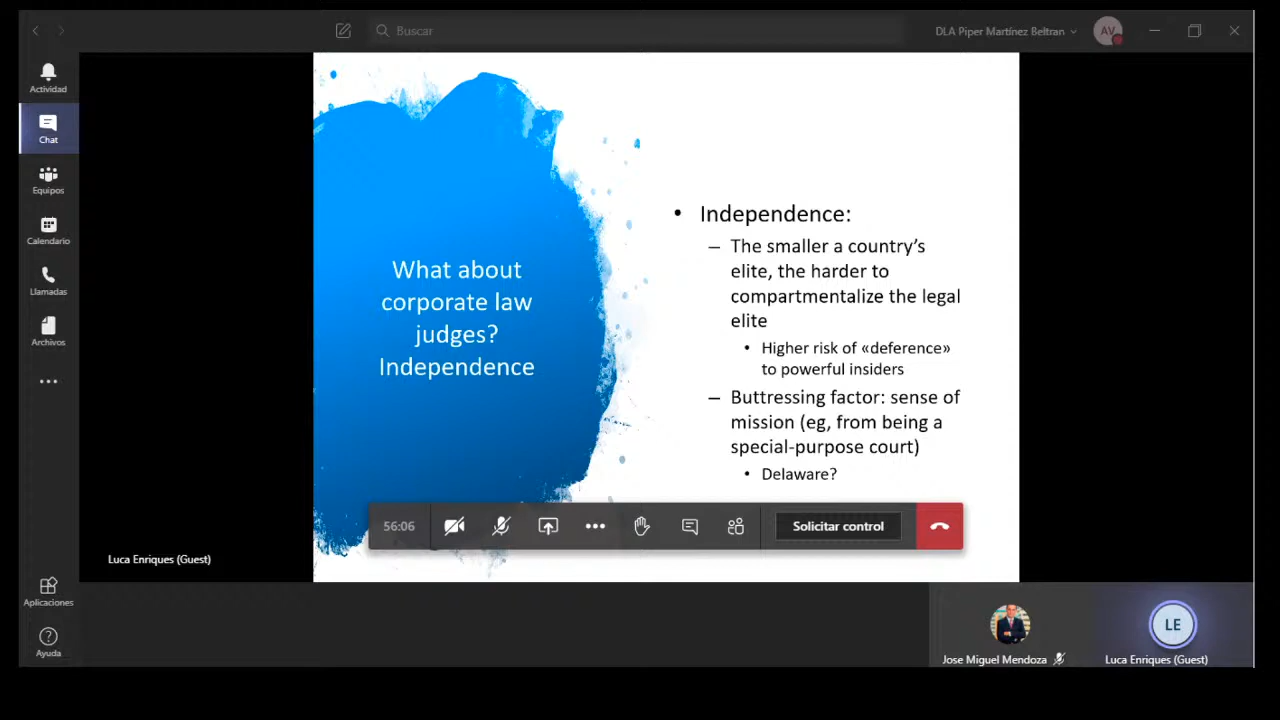 Buscar
DLA Piper Martínez Beltran
AV
Actividad
Chat
Equipos
Calendario
Llamadas
Archivos
Aplicaciones
Ayuda
What about
corporate law
judges?
Independence
• Independence:
– The smaller a country's
elite, the harder to
compartmentalize the legal
elite
• Higher risk of «deference»
to powerful insiders
– Buttressing factor: sense of
mission (eg, from being a
special-purpose court)
• Delaware?
56:06
Solicitar control
Luca Enriques (Guest)
Jose Miguel Mendoza
LE
Luca Enriques (Guest)